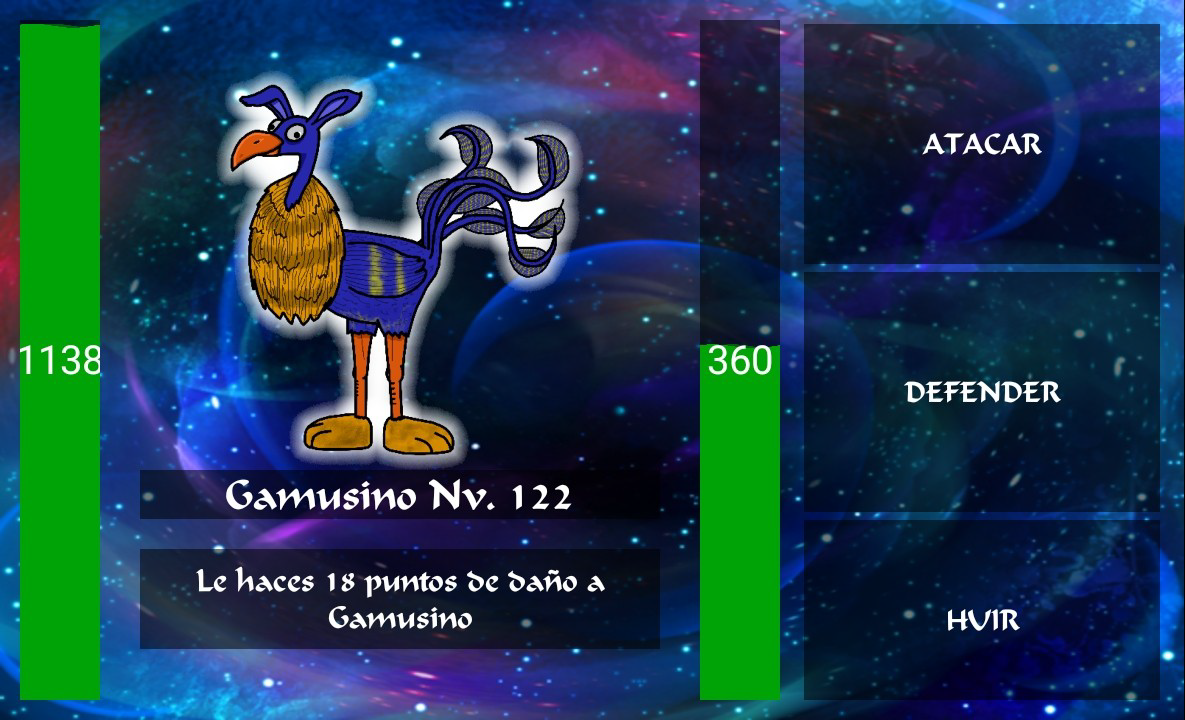 1138
Gamusino Nv. 122
Le haces 18 puntos de daño a
Gamusino
360
ATACAR
DEFENDER
HUIR